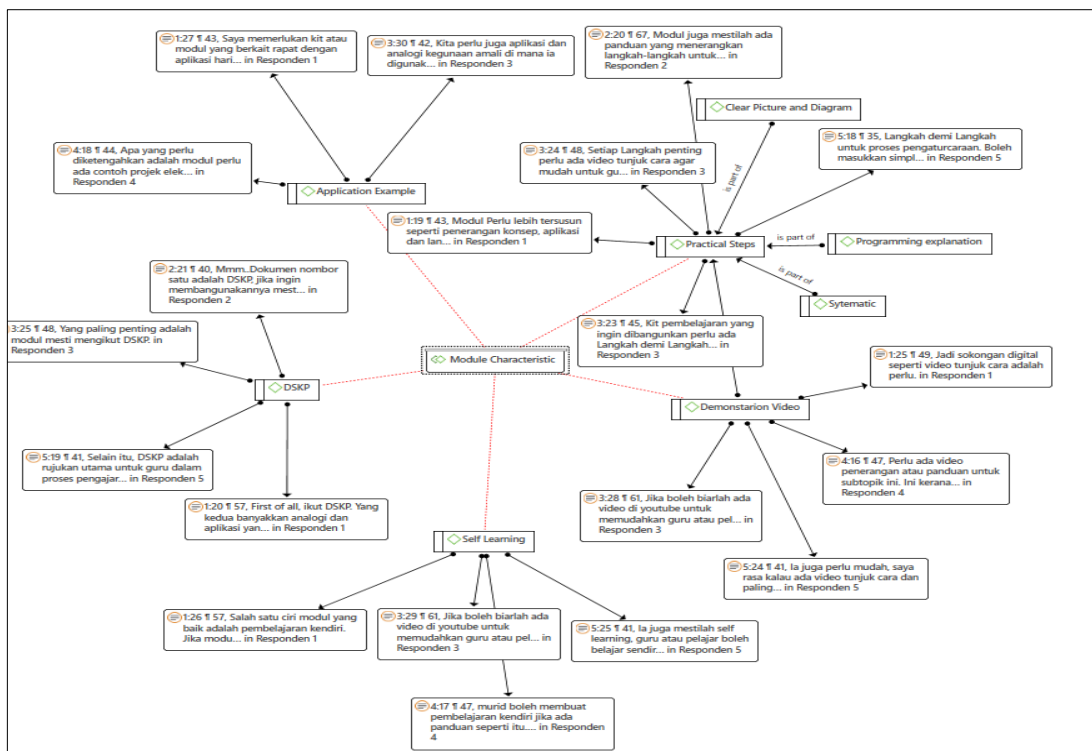 1:27 ¶ 43, Saya memerlukan kit atau
modul yang berkait rapat dengan
aplikasi hari... in Responden 1
3:30 ¶ 42, Kita perlu juga aplikasi dan
analogi kegunaan amali di mana ia
digunak... in Responden 3
2:20 ¶ 67, Modul juga mestilah ada
panduan yang menerangkan
langkah-langkah untuk... in
Responden 2
Clear Picture and Diagram
4:18 ¶ 44, Apa yang perlu
diketengahkan adalah modul perlu
ada contoh projek elek... in
Responden 4
Application Example
3:24 ¶ 48, Setiap Langkah penting
perlu ada video tunjuk cara agar
mudah untuk gu... in
Responden 3
is part of
5:18 ¶ 35, Langkah demi Langkah
untuk proses pengaturcaraan. Boleh
masukkan simpl... in
Responden 5
1:19 ¶ 43, Modul Perlu lebih tersusun
seperti penerangan konsep, aplikasi
dan lan... in Responden 1
Practical Steps
is part of
Programming explanation
is part of
Sytematic
2:21 ¶ 40, Mmm..Dokumen nombor
satu adalah DSKP, jika ingin
membangunakannya mest... in
Responden 2
3:25 ¶ 48, Yang paling penting adalah
modul mesti mengikut DSKP. in
Responden 3
3:23 ¶ 45, Kit pembelajaran yang
ingin dibangunkan perlu ada
Langkah demi Langkah... in
Responden 3
Module Characteristic
1:25 ¶ 49, Jadi sokongan digital
seperti video tunjuk cara adalah
perlu. in Responden 1
DSKP
Demonstarion Video
5:19 ¶ 41, Selain itu, DSKP adalah
rujukan utama untuk guru dalam
proses pengajar... in Responden 5
4:16 ¶ 47, Perlu ada video
penerangan atau panduan untuk
subtopik ini. Ini kerana... in
Responden 4
1:20 ¶ 57, First of all, ikut DSKP. Yang
kedua banyakkan analogi dan
aplikasi yan... in Responden 1
3:28 ¶ 61, Jika boleh biarlah ada
video di youtube untuk
memudahkan guru atau pel... in
Responden 3
Self Learning
5:24 ¶ 41, Ia juga perlu mudah, saya
rasa kalau ada video tunjuk cara dan
paling... in Responden 5
1:26 ¶ 57, Salah satu ciri modul yang
baik adalah pembelajaran kendiri.
Jika modu... in Responden 1
3:29 ¶ 61, Jika boleh biarlah ada
video di youtube untuk
memudahkan guru atau pel... in
Responden 3
5:25 ¶ 41, Ia juga mestilah self
learning, guru atau pelajar boleh
belajar sendir... in Responden 5
4:17 ¶ 47, murid boleh membuat
pembelajaran kendiri jika ada
panduan seperti itu.... in Responden
4